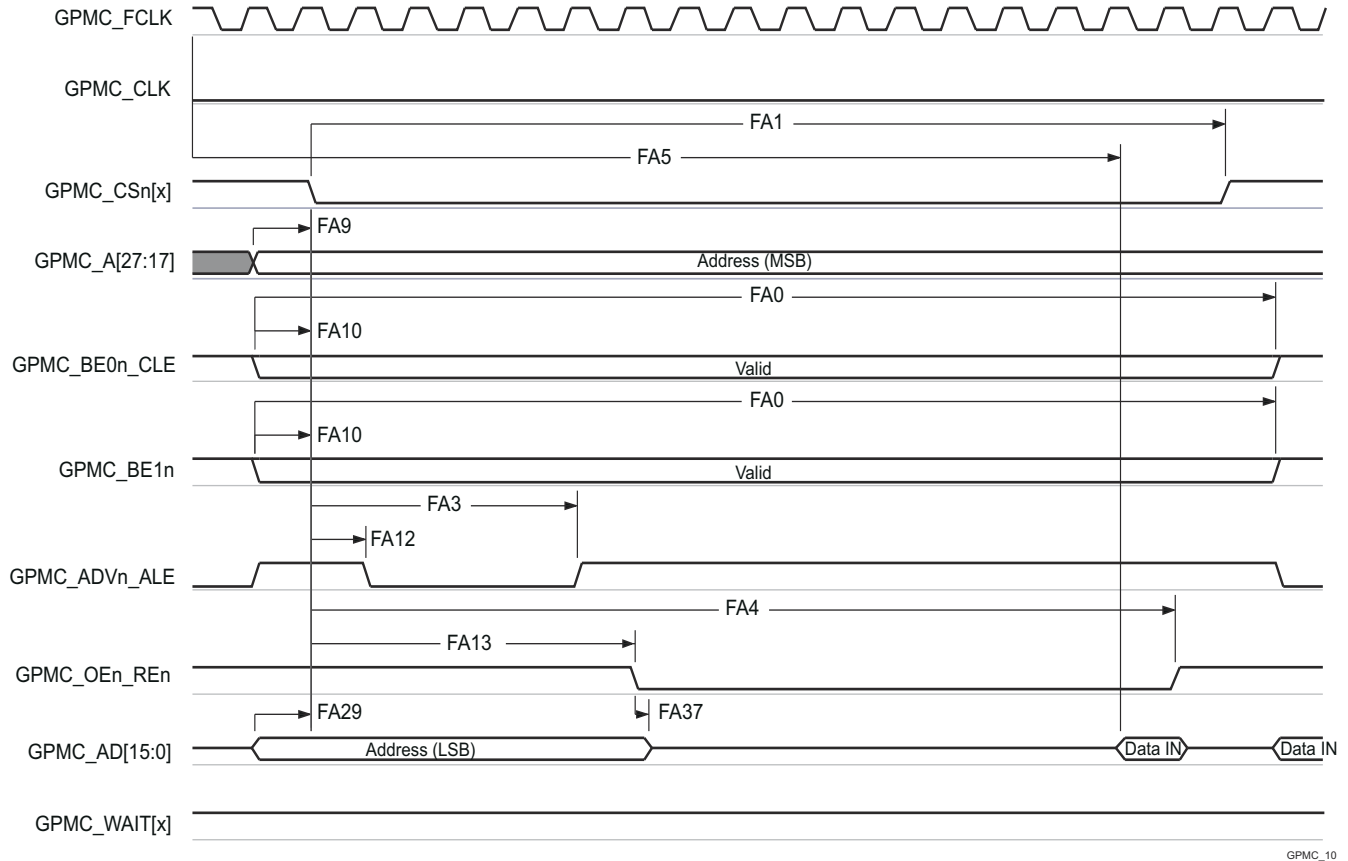 GPMC_FCLK
GPMC_CLK
FA1
FA5
GPMC_CSn[x]
FA9
GPMC_A[27:17] Address (MSB)
FA0
FA10
GPMC_BE0n_CLE Valid
FA0
FA10
GPMC_BE1n Valid
FA3
FA12
GPMC_ADVn_ALE
FA4
FA13
GPMC_OEn_REn
FA29 FA37
GPMC_AD[15:0] Address (LSB) Data IN Data IN
GPMC_WAIT[x]
GPMC_10